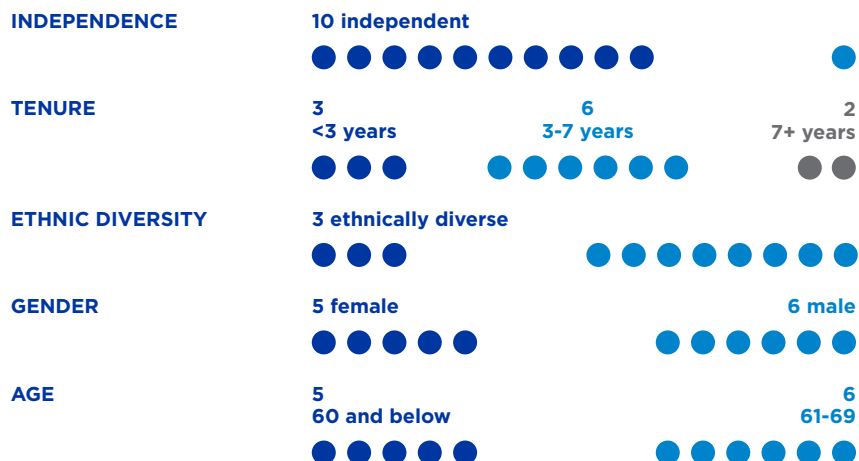 INDEPENDENCE
10 independent
TENURE
3
<3 years
6
3-7 years
2
7+ years
ETHNIC DIVERSITY
3 ethnically diverse
GENDER
5 female
6 male
AGE
5
60 and below
6
61-69